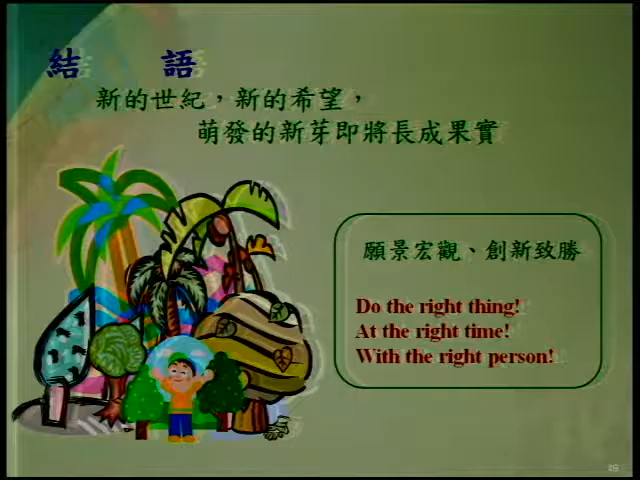 結 語
新的世紀，新的希望，
萌發的新芽即將長成果實
願景宏觀、創新致勝
Do the right thing!
At the right time!
With the right person!